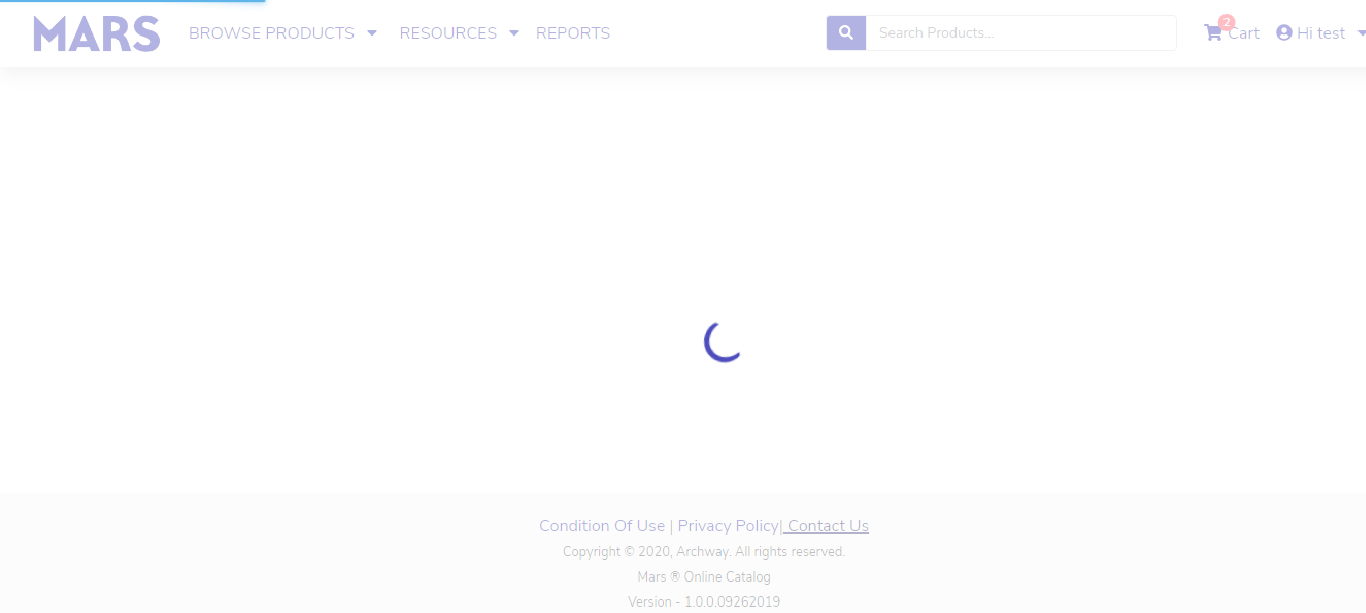 MARS BROWSE PRODUCTS RESOURCES REPORTS Search Products... 2 Cart Hi test
Condition Of Use | Privacy Policy| Contact Us
Copyright © 2020, Archway. All rights reserved.
Mars ® Online Catalog
Version - 1.0.0.09262019